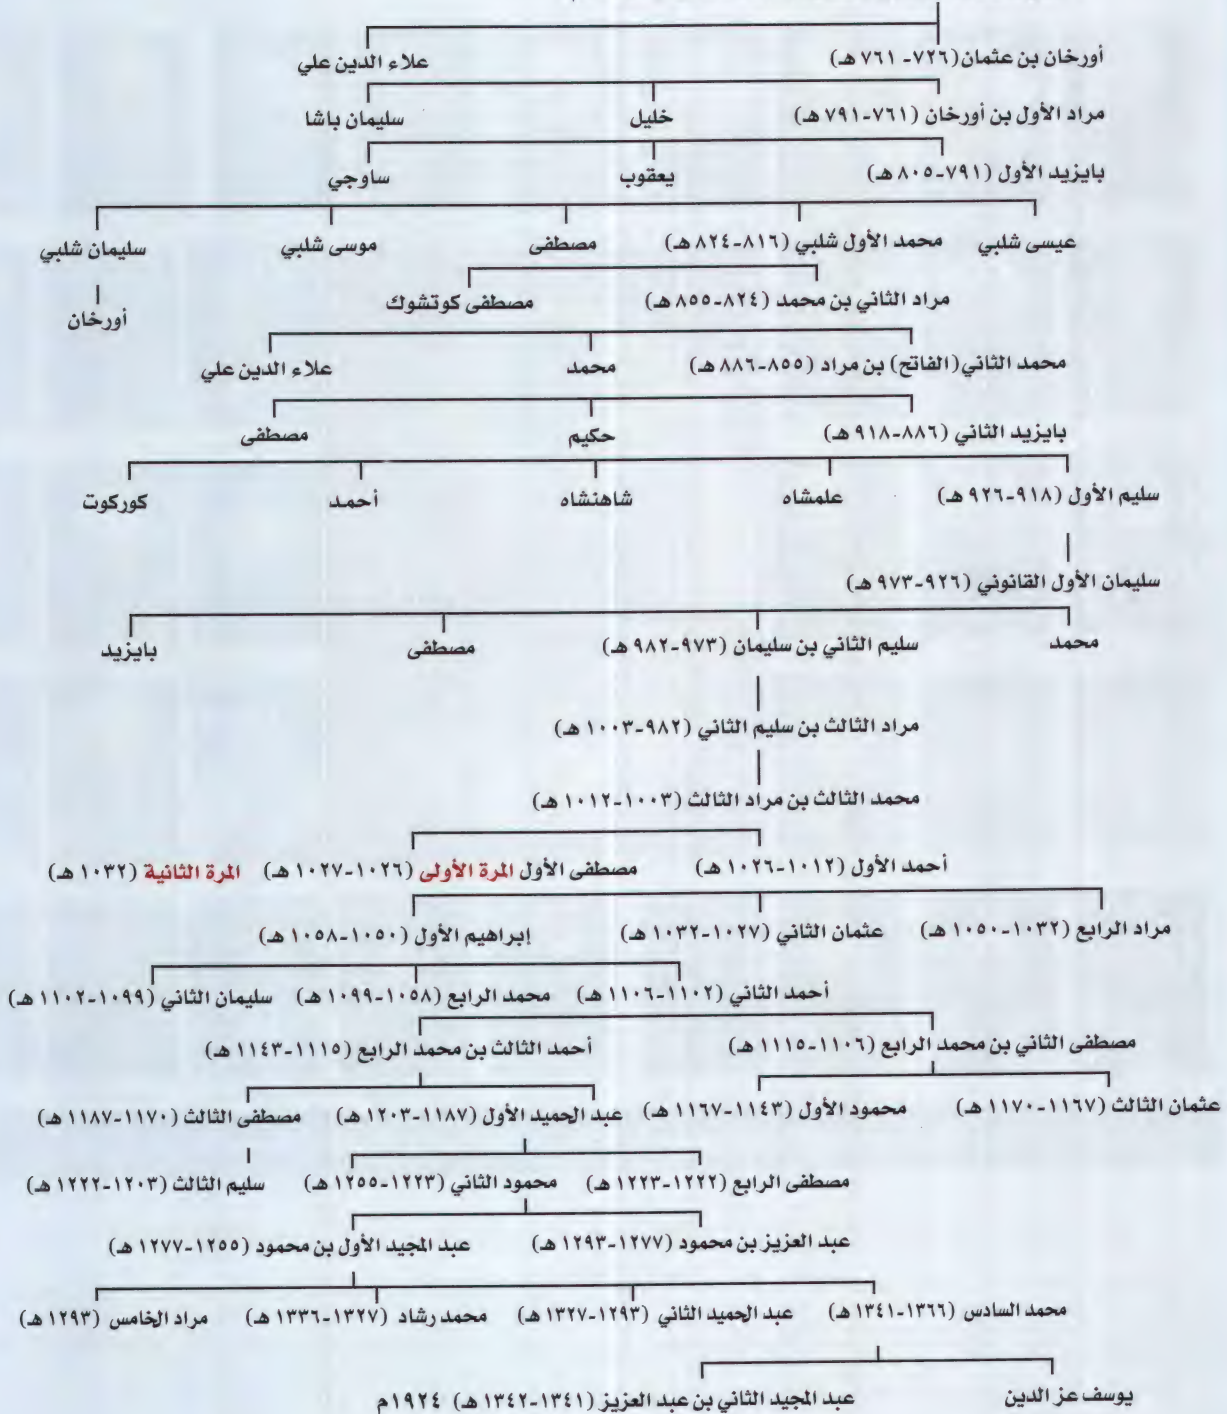 أورخان بن عثمان (٧٢٦- ٧٦١ هـ) علاء الدين علي
مراد الأول بن أورخان (٧٦١-٧٩١ هـ) خليل سليمان باشا
بايزيد الأول (٧٩١-٨٠٥ هـ) يعقوب ساوجي
عيسى شلبي محمد الأول شلبي (٨١٦-٨٢٤ هـ) مصطفى موسى شلبي سليمان شلبي
مراد الثاني بن محمد (٨٢٤-٨٥٥ هـ) مصطفى كوتشوك أورخان
محمد الثاني (الفاتح) بن مراد (٨٥٥-٨٨٦ هـ) محمد علاء الدين علي
بايزيد الثاني (٨٨٦-٩١٨ هـ) حكيم مصطفى
سليم الأول (٩١٨-٩٢٦ هـ) علمشاه شاهنشاه أحمد كوركوت
سليمان الأول القانوني (٩٢٦-٩٧٣ هـ)
محمد سليم الثاني بن سليمان (٩٧٣-٩٨٢ هـ) مصطفى بايزيد
مراد الثالث بن سليم الثاني (٩٨٢-١٠٠٣ هـ)
محمد الثالث بن مراد الثالث (١٠٠٣-١٠١٢ هـ)
أحمد الأول (١٠١٢-١٠٢٦ هـ) مصطفى الأول المرة الأولى (١٠٢٦-١٠٢٧ هـ) المرة الثانية (١٠٣٢ هـ)
مراد الرابع (١٠٣٢-١٠٥٠ هـ) عثمان الثاني (١٠٢٧-١٠٣٢ هـ) إبراهيم الأول (١٠٥٠-١٠٥٨ هـ)
أحمد الثاني (١١٠٢-١١٠٦ هـ) محمد الرابع (١٠٥٨-١٠٩٩ هـ) سليمان الثاني (١٠٩٩-١١٠٢ هـ)
مصطفى الثاني بن محمد الرابع (١١٠٦-١١١٥ هـ) أحمد الثالث بن محمد الرابع (١١١٥-١١٤٣ هـ)
عثمان الثالث (١١٦٧-١١٧٠ هـ) محمود الأول (١١٤٣-١١٦٧ هـ) عبد الحميد الأول (١١٨٧-١٢٠٣ هـ) مصطفى الثالث (١١٧٠-١١٨٧ هـ)
مصطفى الرابع (١٢٢٢-١٢٢٣ هـ) محمود الثاني (١٢٢٣-١٢٥٥ هـ) سليم الثالث (١٢٠٣-١٢٢٢ هـ)
عبد العزيز بن محمود (١٢٧٧-١٢٩٣ هـ) عبد المجيد الأول بن محمود (١٢٥٥-١٢٧٧ هـ)
محمد السادس (١٣٦٦-١٣٤١ هـ) عبد الحميد الثاني (١٢٩٣-١٣٢٧ هـ) محمد رشاد (١٣٢٧-١٣٣٦ هـ) مراد الخامس (١٢٩٣ هـ)
يوسف عز الدين عبد المجيد الثاني بن عبد العزيز (١٣٤١-١٣٤٢ هـ) ١٩٢٤م